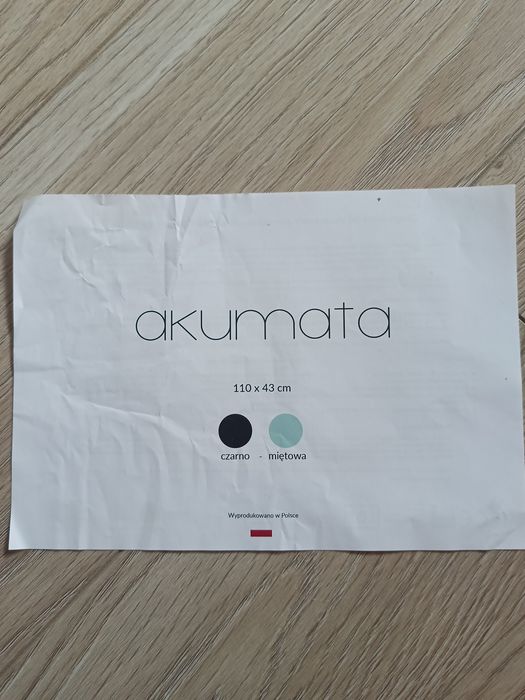 akumata
110 x 43 cm
czarno - miętowa
Wyprodukowano w Polsce